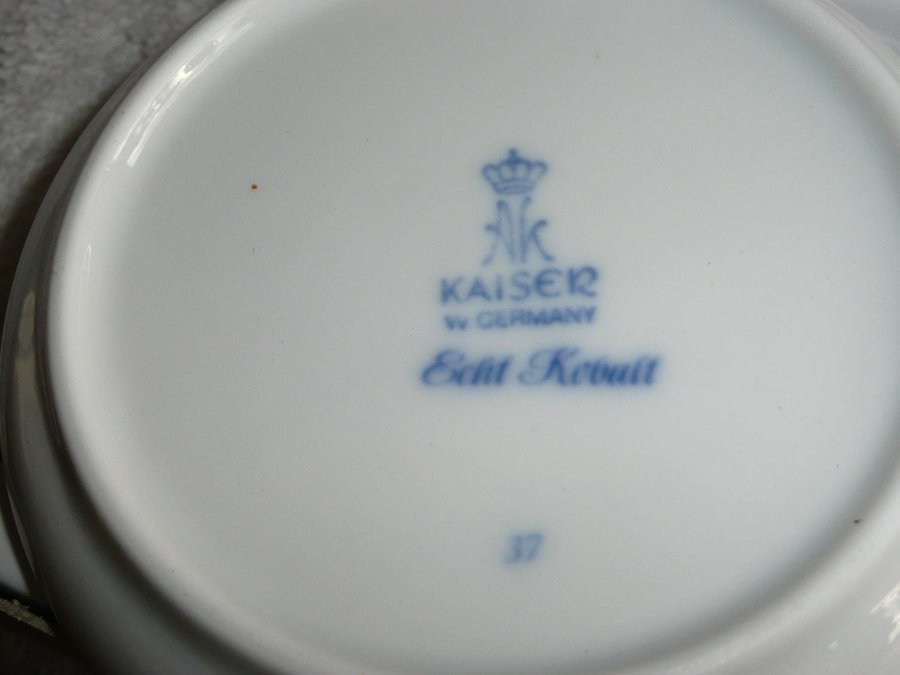 AK
KAISER
W. GERMANY
Echt Kobalt
37